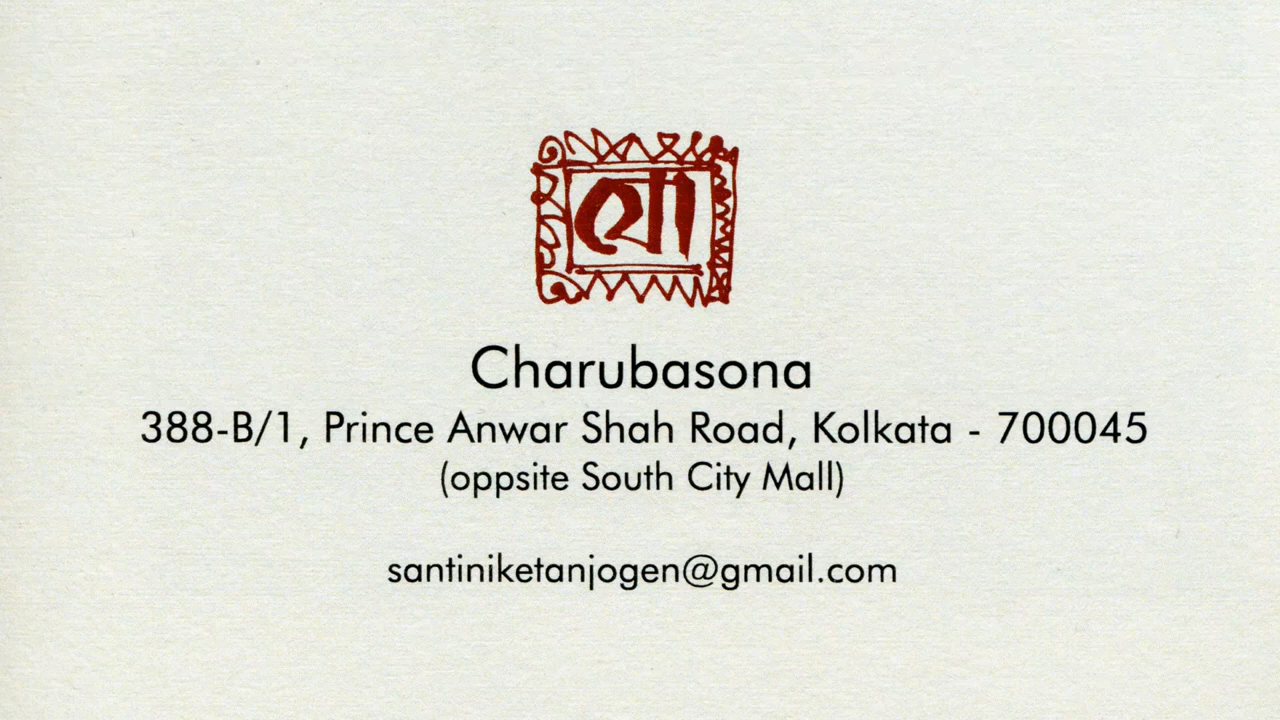 যো
Charubasona
388-B/1, Prince Anwar Shah Road, Kolkata - 700045
(oppsite South City Mall)
santiniketanjogen@gmail.com